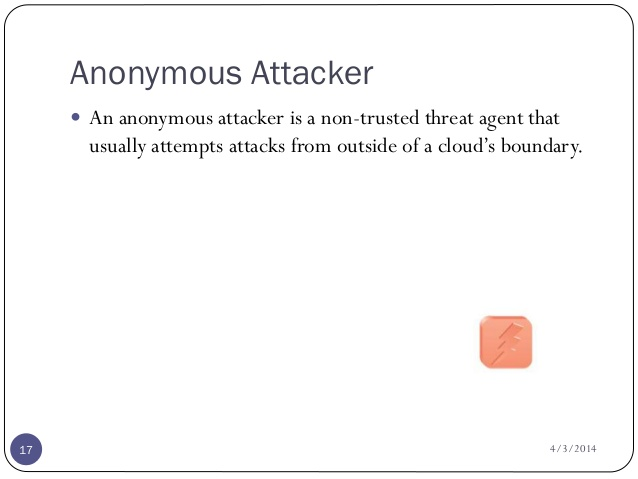 Anonymous Attacker
• An anonymous attacker is a non-trusted threat agent that
usually attempts attacks from outside of a cloud’s boundary.
17
4/3/2014